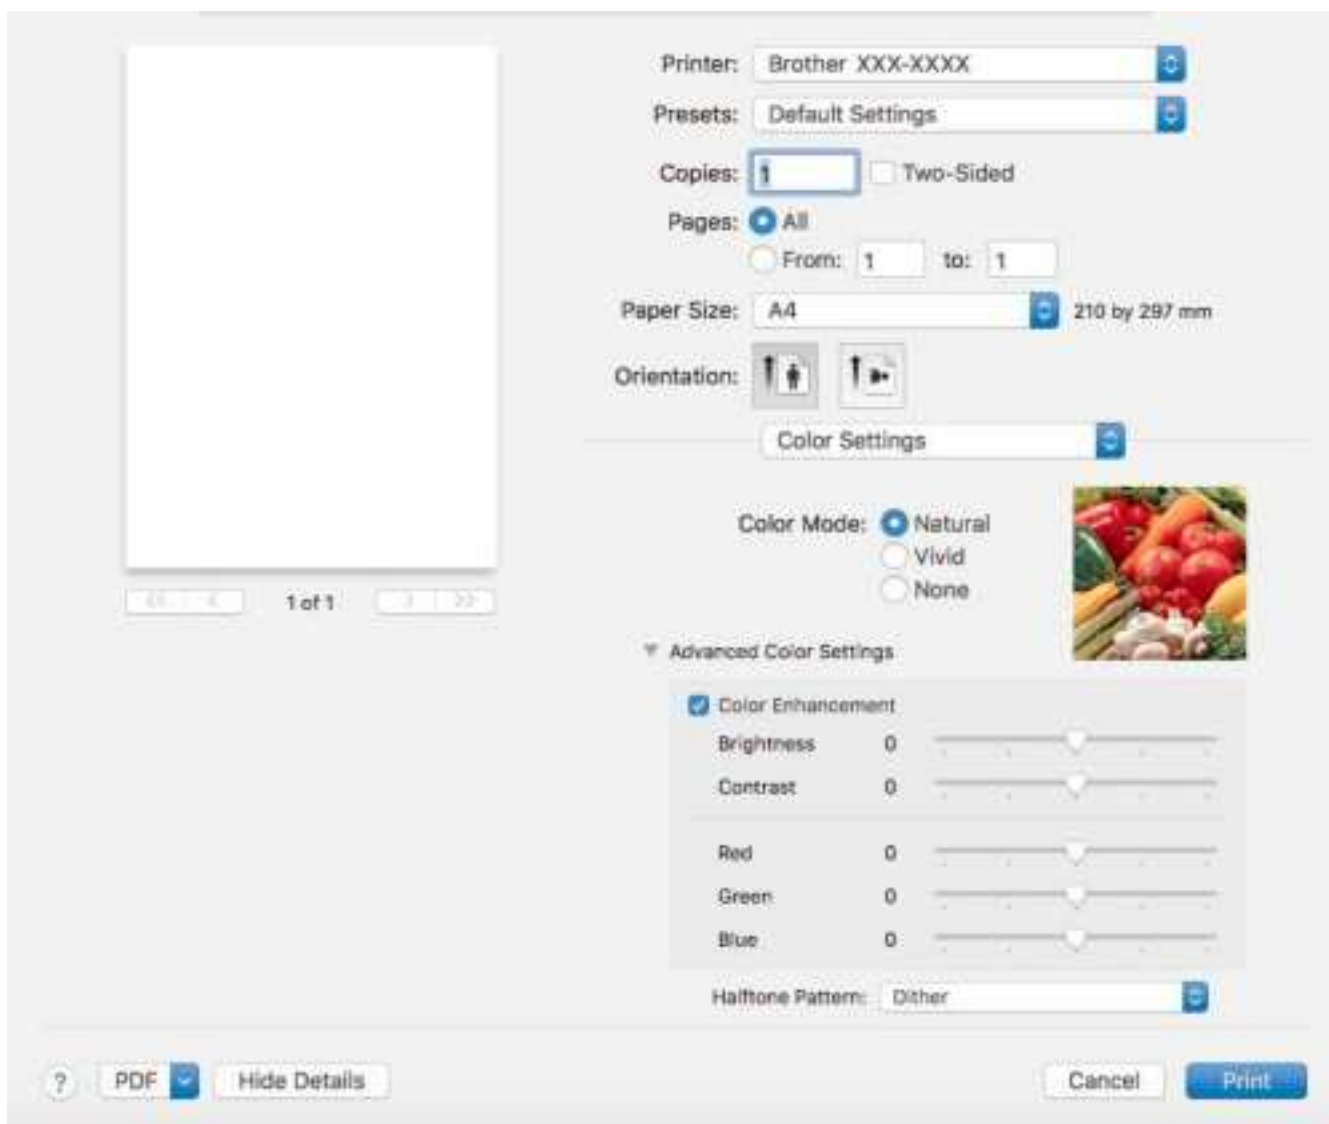 Printer: Brother XXX-XXXX
Presets: Default Settings
Copies: 1 Two-Sided
Pages: All
From: 1 to: 1
Paper Size: A4 210 by 297 mm
Orientation:
Color Settings
Color Mode: Natural
Vivid
None
<< < 1 of 1 > >>
Advanced Color Settings
Color Enhancement
Brightness 0
Contrast 0
Red 0
Green 0
Blue 0
Halftone Pattern: Dither
? PDF Hide Details Cancel Print